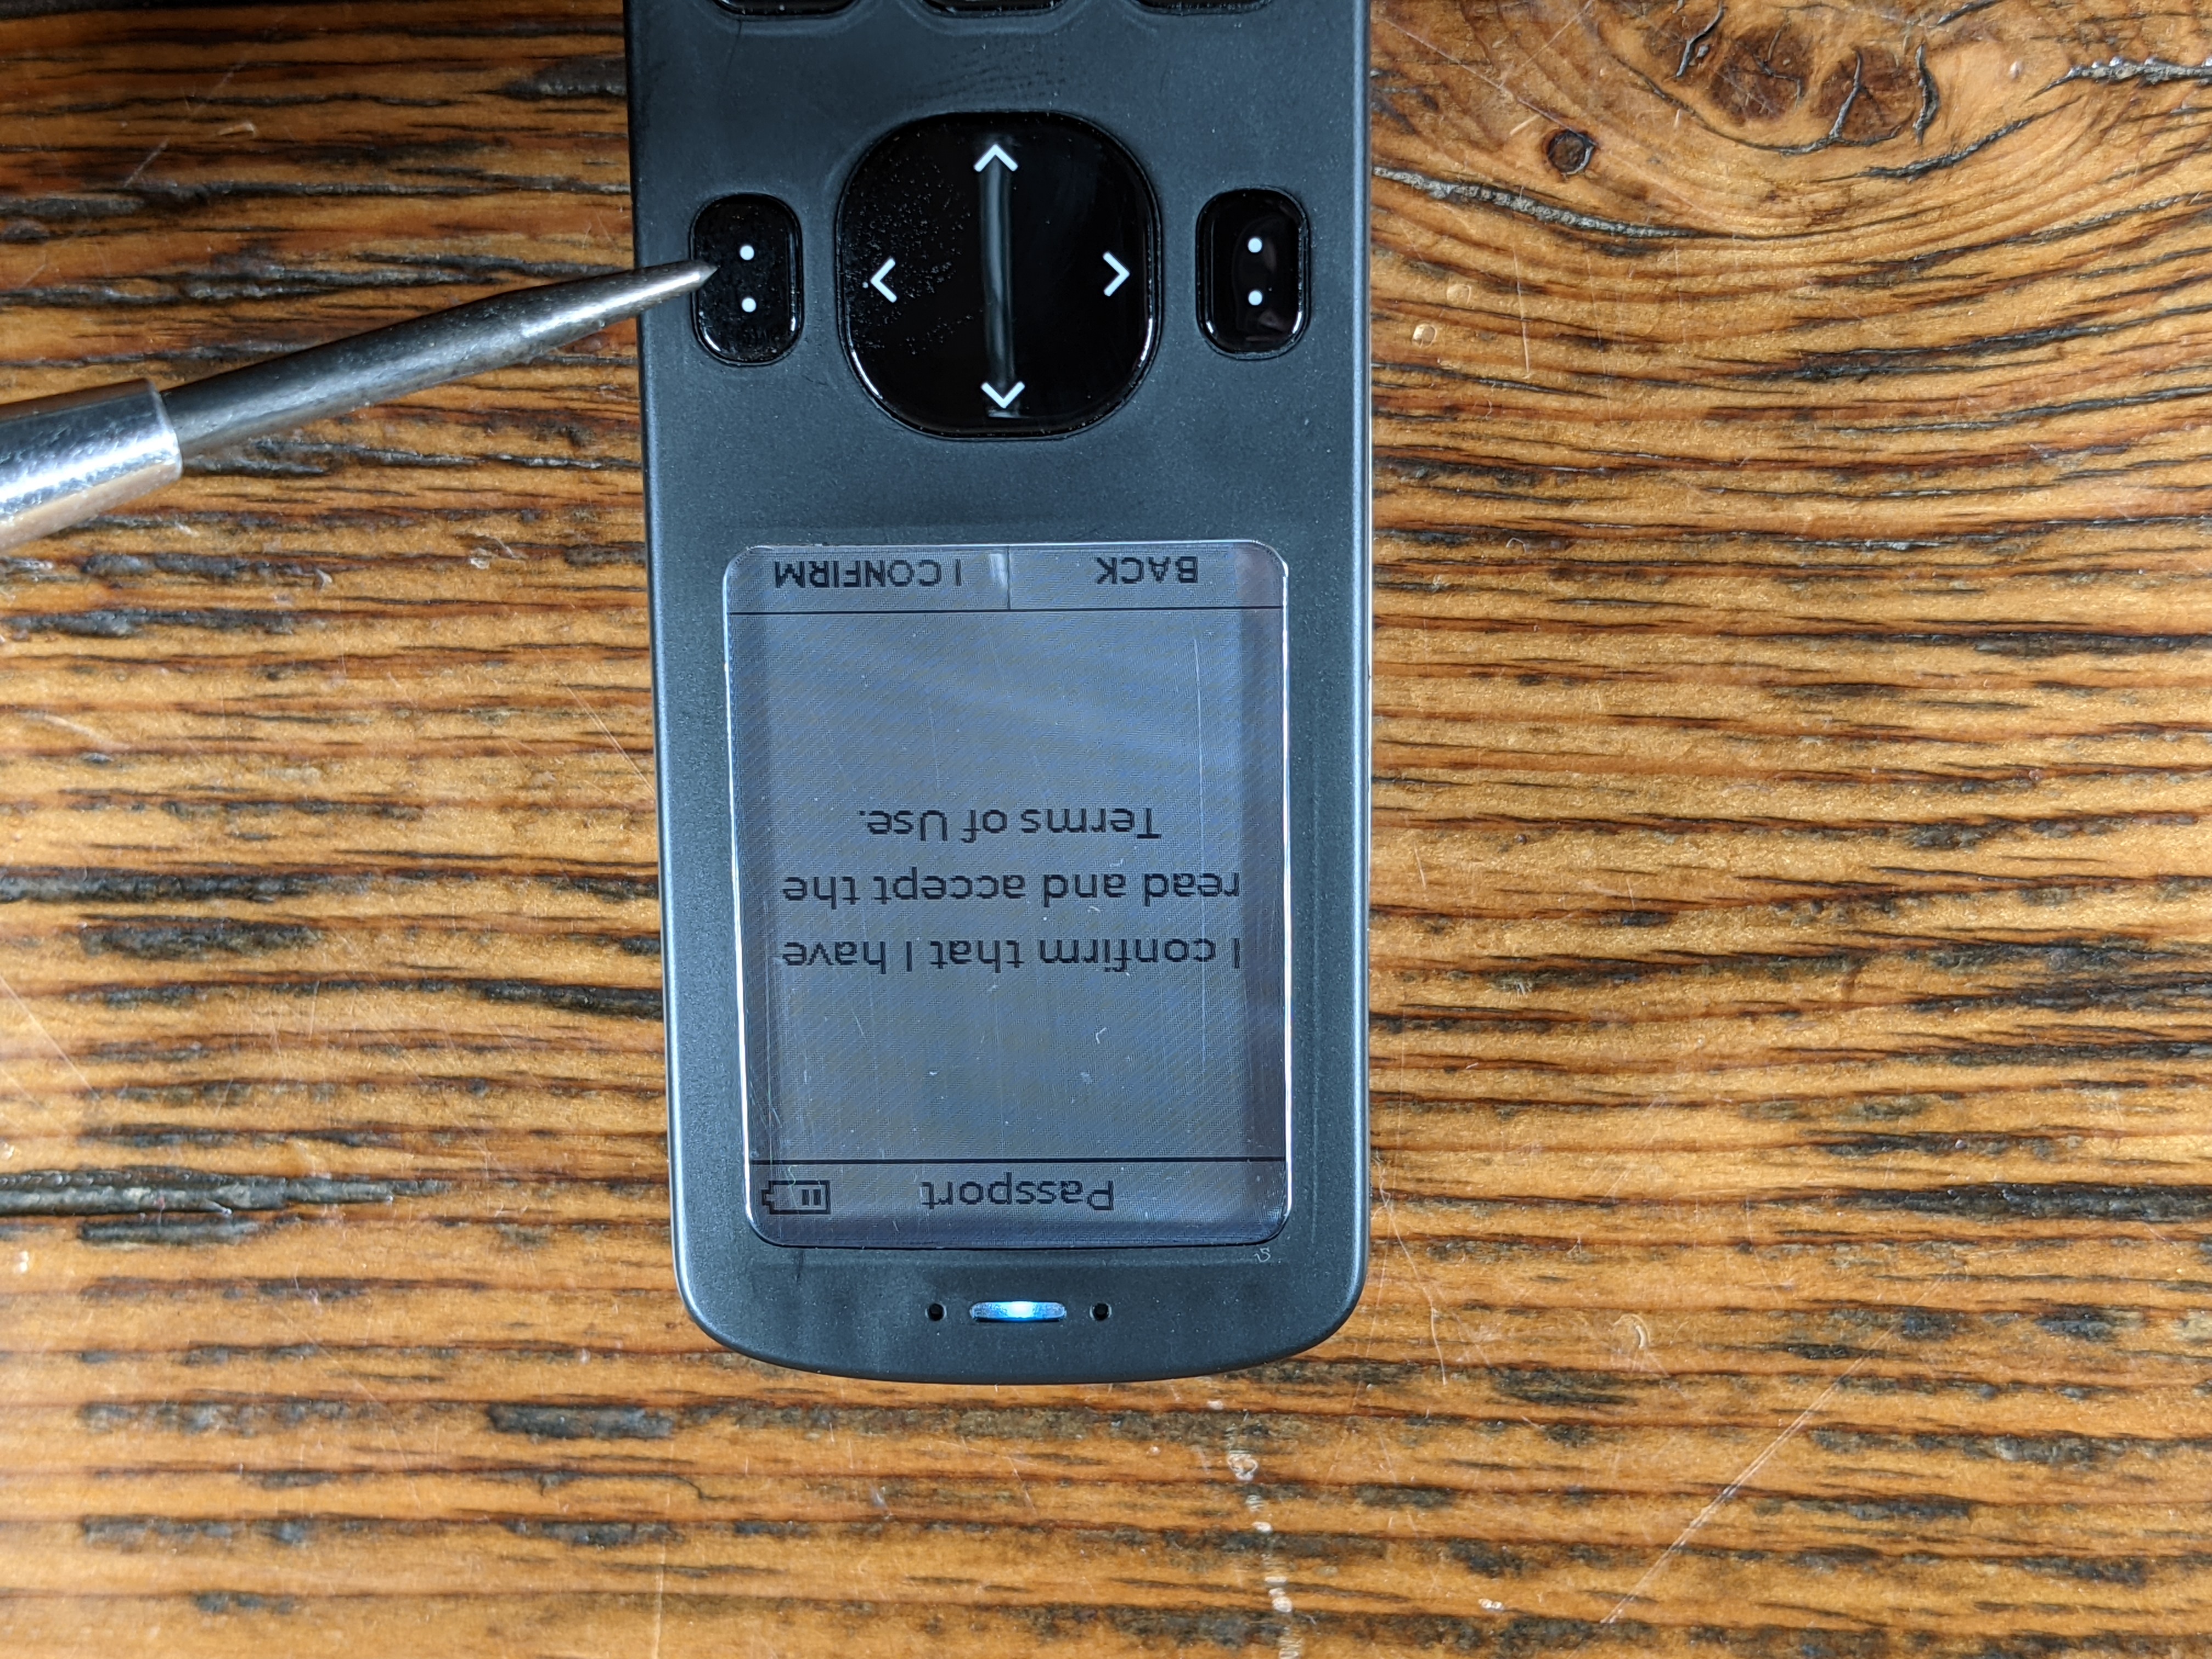 Passport
I confirm that I have
read and accept the
Terms of Use.
BACK
I CONFIRM